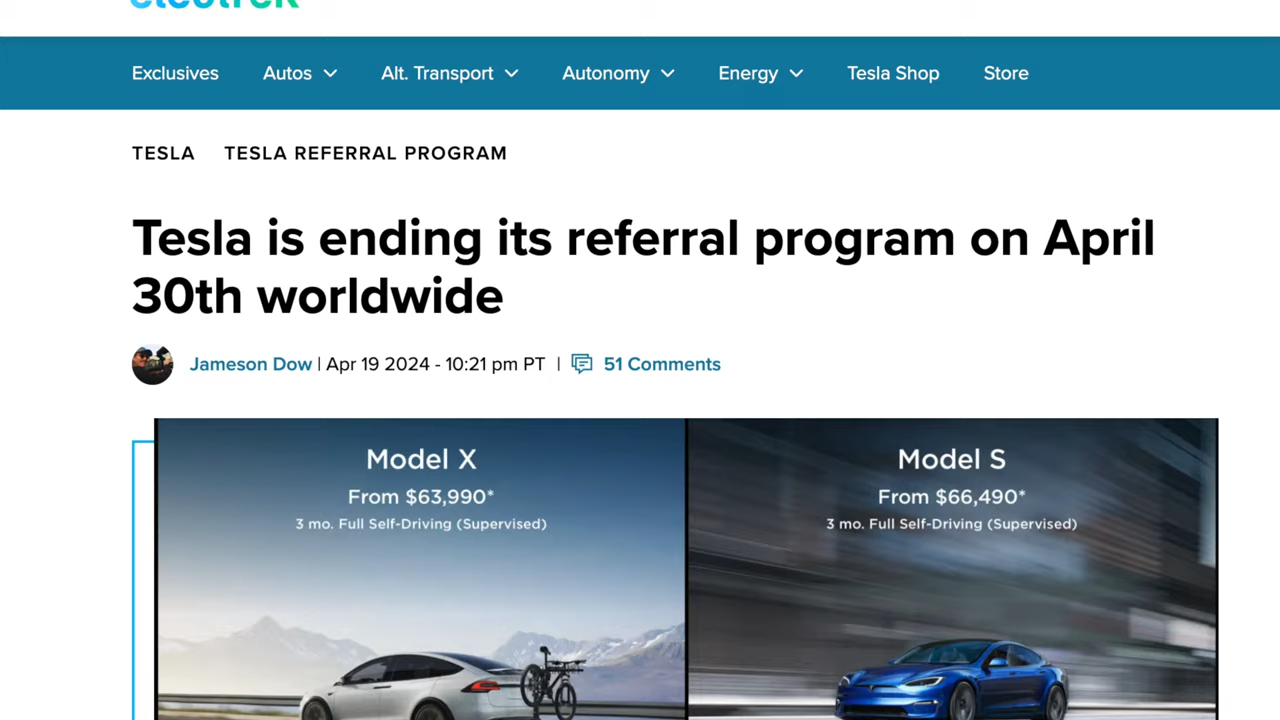 electrek
Exclusives Autos Alt. Transport Autonomy Energy Tesla Shop Store
TESLA TESLA REFERRAL PROGRAM
Tesla is ending its referral program on April
30th worldwide
Jameson Dow | Apr 19 2024 - 10:21 pm PT | 51 Comments
Model X
From $63,990*
3 mo. Full Self-Driving (Supervised)
Model S
From $66,490*
3 mo. Full Self-Driving (Supervised)